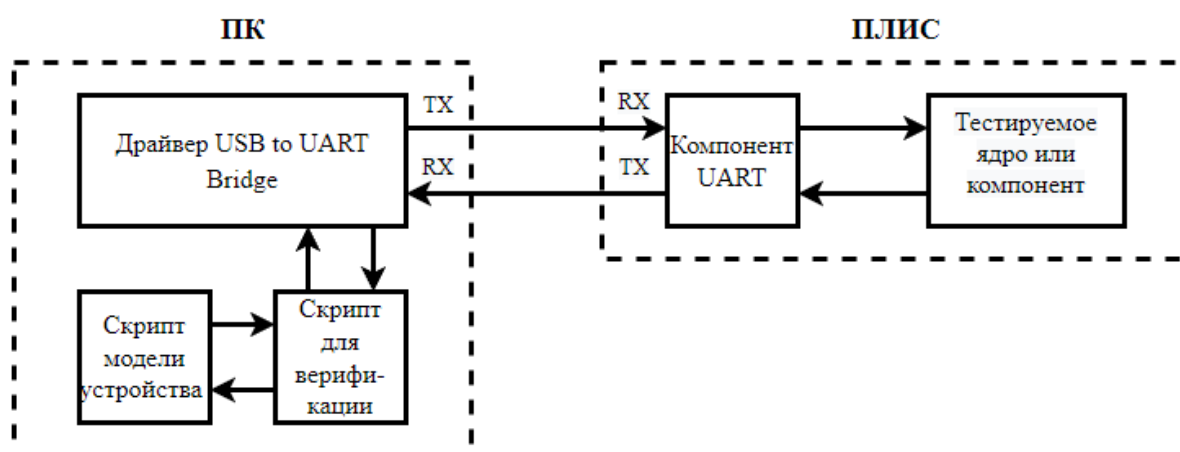 ПК
ПЛИС
Драйвер USB to UART
Bridge
TX
RX
RX
TX
Компонент
UART
Тестируемое
ядро или
компонент
Скрипт
модели
устройства
Скрипт
для
верифи-
кации